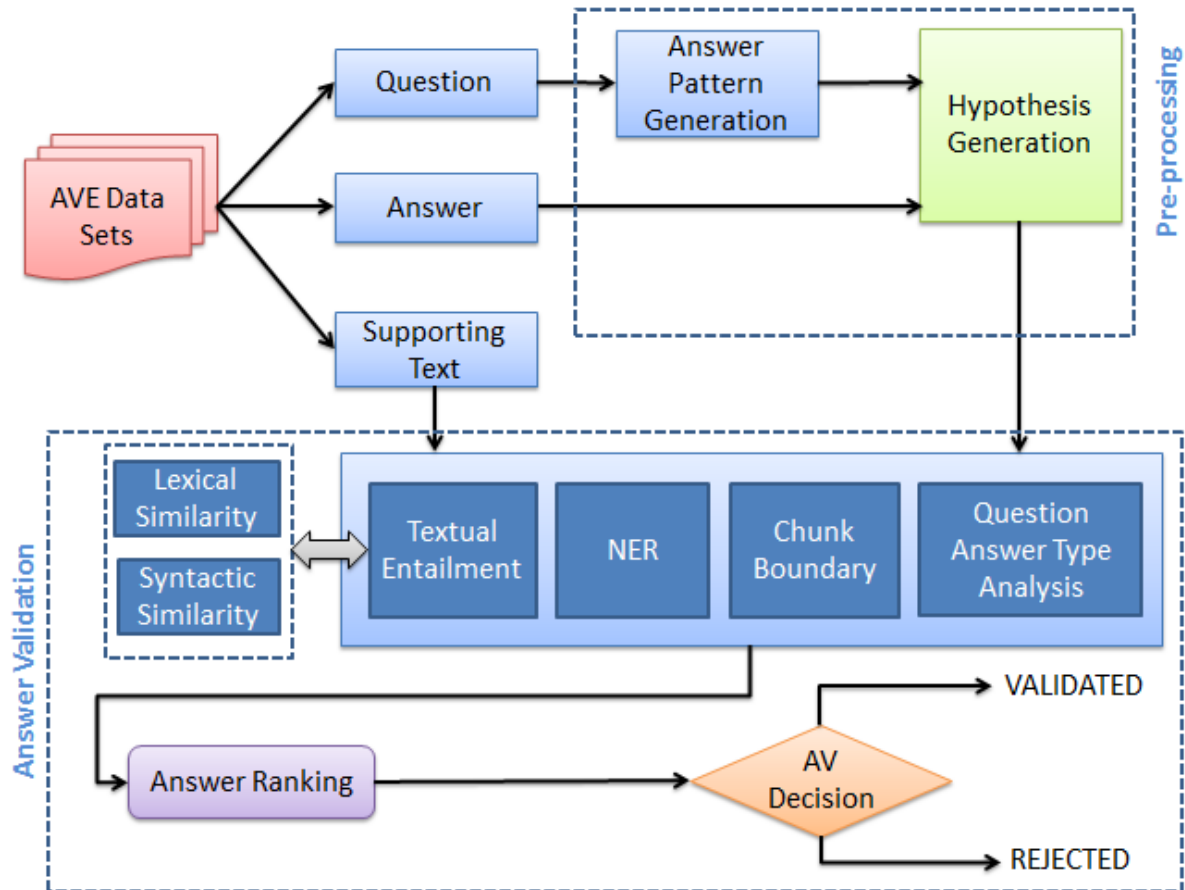 Question
Answer
Pattern
Generation
Hypothesis
Generation
Pre-processing
AVE Data
Sets
Answer
Supporting
Text
Answer Validation
Lexical
Similarity
Syntactic
Similarity
Textual
Entailment
NER
Chunk
Boundary
Question
Answer Type
Analysis
VALIDATED
Answer Ranking
AV
Decision
REJECTED